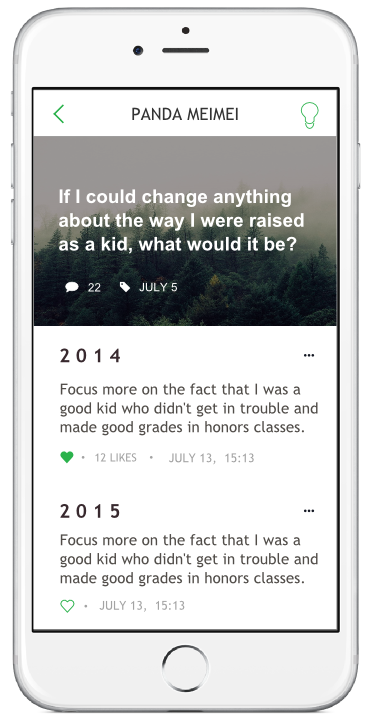 PANDA MEIMEI
If I could change anything
about the way I were raised
as a kid, what would it be?
22 JULY 5
2014
Focus more on the fact that I was a
good kid who didn't get in trouble and
made good grades in honors classes.
• 12 LIKES • JULY 13, 15:13
2015
Focus more on the fact that I was a
good kid who didn't get in trouble and
made good grades in honors classes.
• JULY 13, 15:13